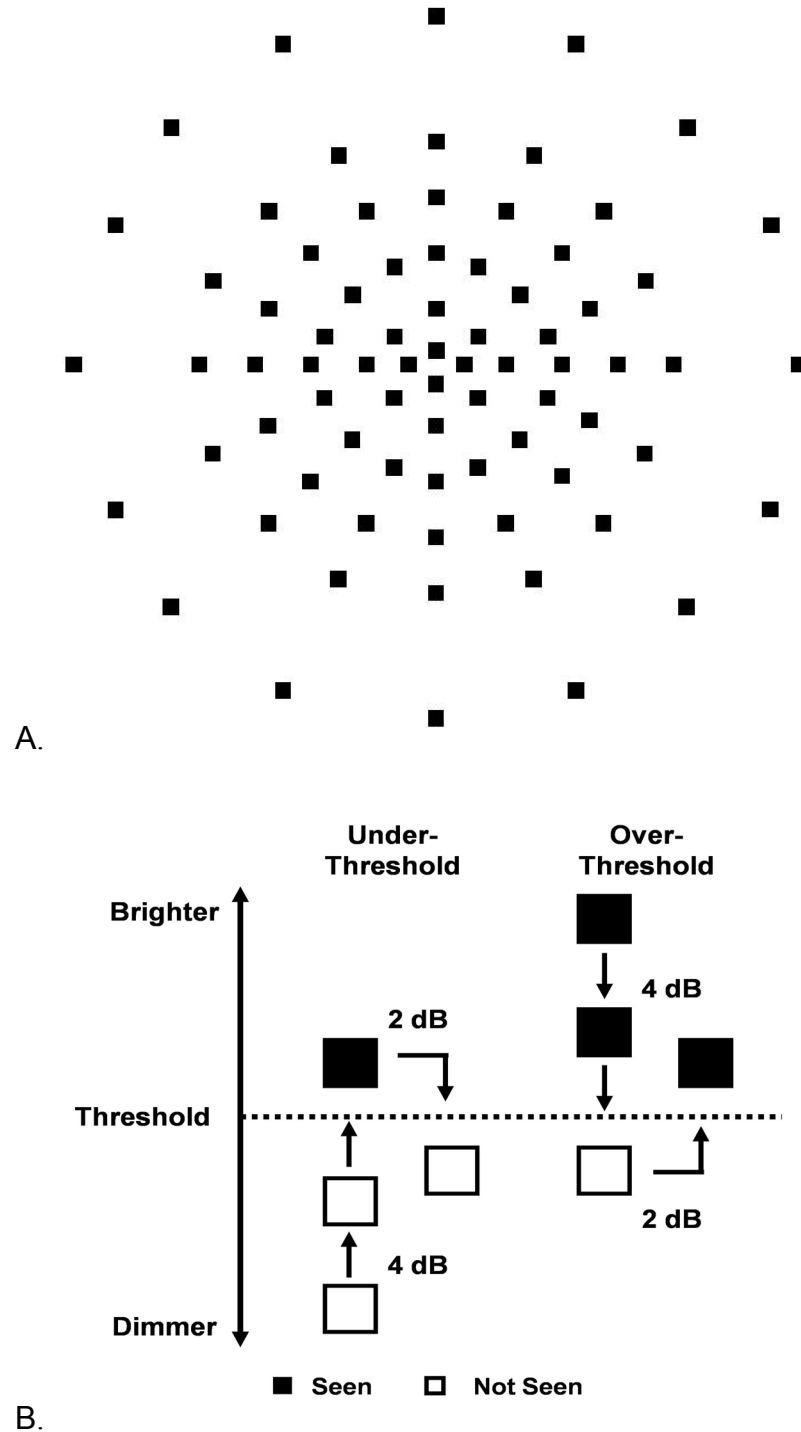 A.
Under-
Threshold
Over-
Threshold
Brighter
4 dB
2 dB
Threshold
2 dB
4 dB
Dimmer
Seen
Not Seen
B.